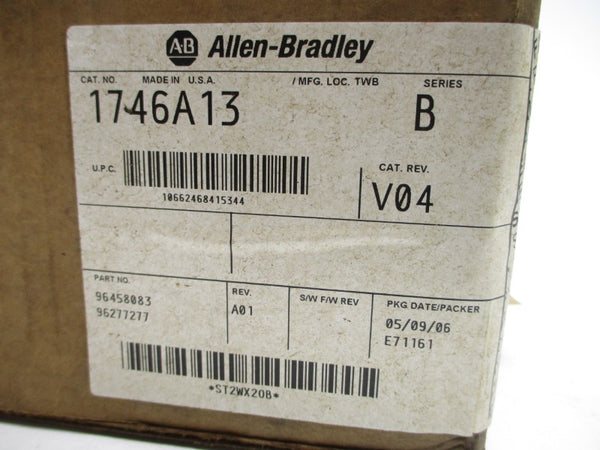 AB Allen-Bradley
CAT. NO. MADE IN U.S.A. / MFG. LOC. TWB SERIES
1746A13 B
U.P.C. CAT. REV.
10662468415344 V04
PART NO. REV. S/W F/W REV PKG DATE/PACKER
96458083 A01 05/09/06
96277277 E71161
*ST2WX20B*